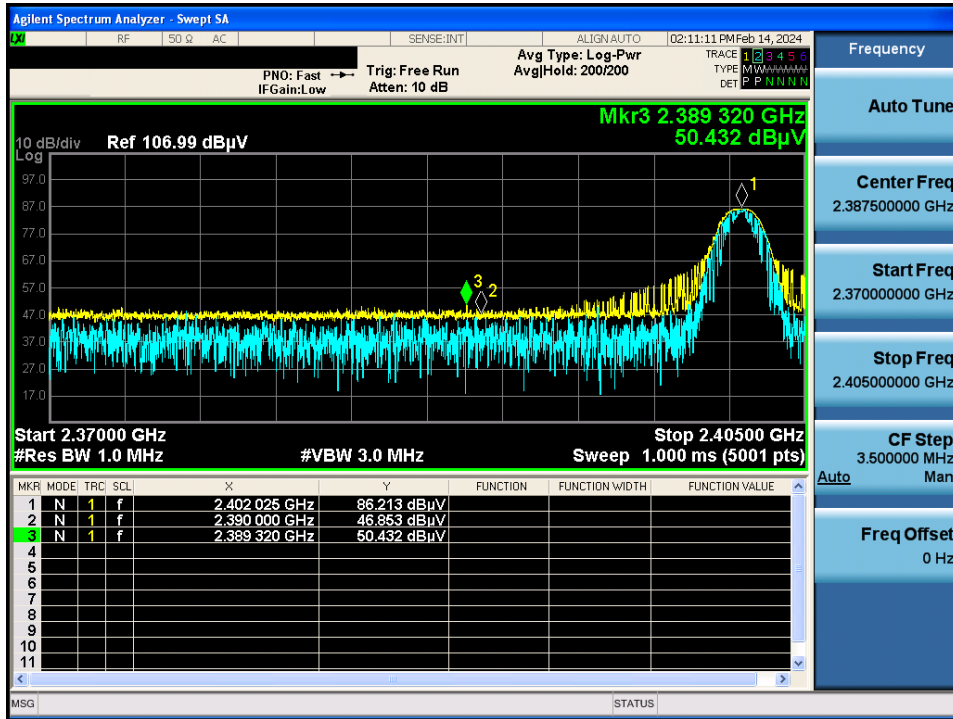 Agilent Spectrum Analyzer - Swept SA
LXI RF 50 Ω AC SENSE:INT ALIGN AUTO 02:11:11 PM Feb 14, 2024
PNO: Fast IFGain:Low
Trig: Free Run Atten: 10 dB
Avg Type: Log-Pwr Avg|Hold: 200/200
TRACE 1 2 3 4 5 6
TYPE M W W W W W
DET P P N N N N
Mkr3 2.389 320 GHz
50.432 dBµV
10 dB/div Ref 106.99 dBµV
Log
97.0
87.0
77.0
67.0
57.0
47.0
37.0
27.0
17.0
1
3
2
Start 2.37000 GHz Stop 2.40500 GHz
#Res BW 1.0 MHz #VBW 3.0 MHz Sweep 1.000 ms (5001 pts)
MKR MODE TRC SCL X Y FUNCTION FUNCTION WIDTH FUNCTION VALUE
1 N 1 f 2.402 025 GHz 86.213 dBµV
2 N 1 f 2.390 000 GHz 46.853 dBµV
3 N 1 f 2.389 320 GHz 50.432 dBµV
4
5
6
7
8
9
10
11
MSG STATUS
Frequency
Auto Tune
Center Freq
2.387500000 GHz
Start Freq
2.370000000 GHz
Stop Freq
2.405000000 GHz
CF Step
3.500000 MHz
Auto Man
Freq Offset
0 Hz